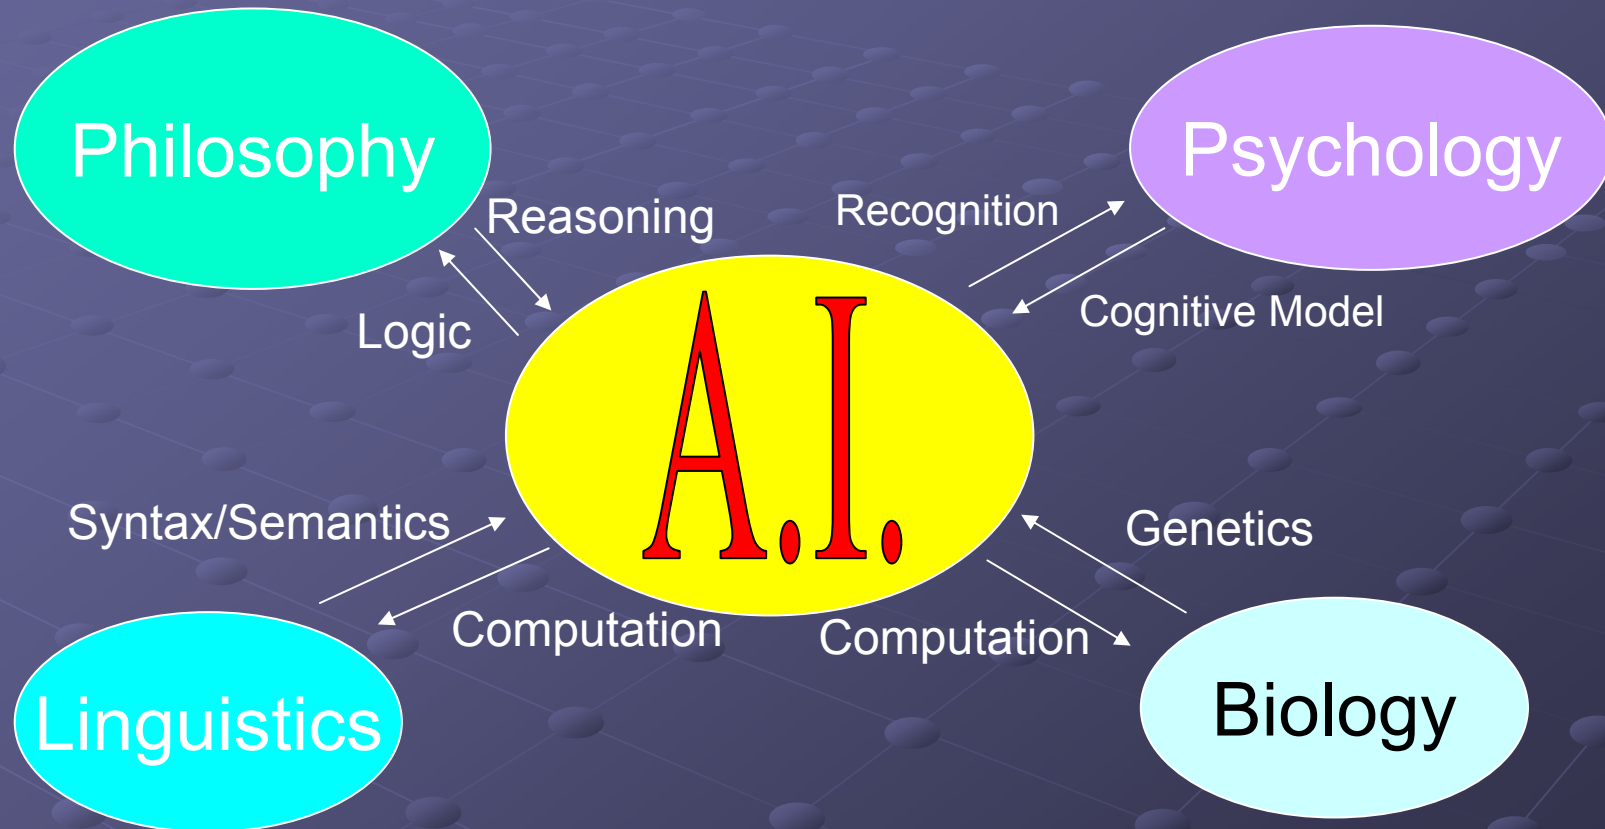 Philosophy
Psychology
Reasoning
Recognition
Logic
Cognitive Model
A.I.
Syntax/Semantics
Genetics
Computation
Computation
Linguistics
Biology